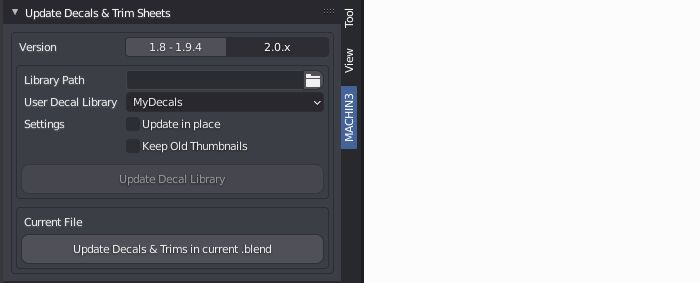 Update Decals & Trim Sheets
Version 1.8 - 1.9.4 2.0.x
Library Path
User Decal Library MyDecals
Settings Update in place
Keep Old Thumbnails
Update Decal Library
Current File
Update Decals & Trims in current .blend
Tool
View
MACHIN3